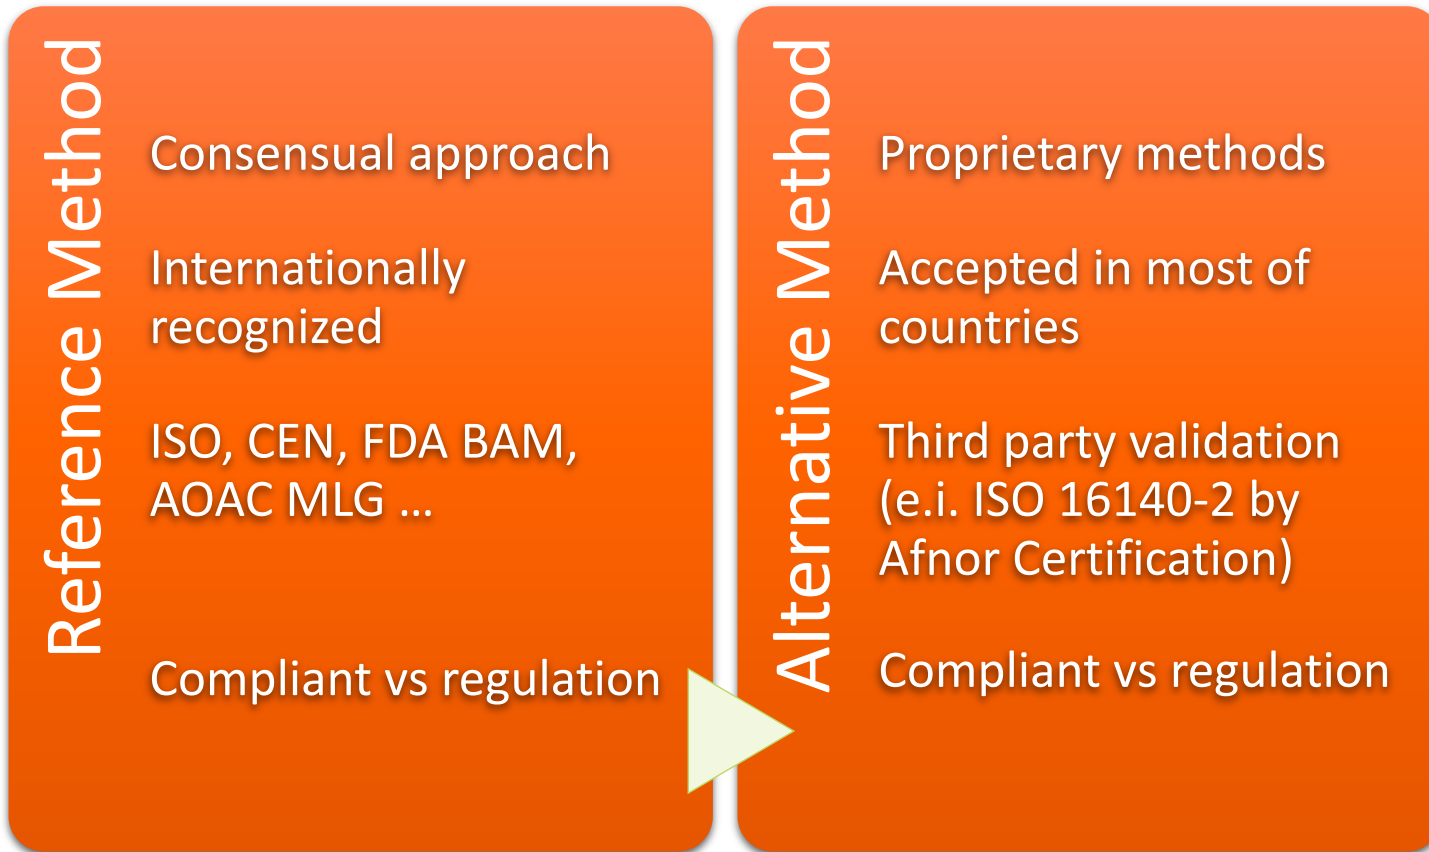 Reference Method
Consensual approach
Internationally
recognized
ISO, CEN, FDA BAM,
AOAC MLG ...
Compliant vs regulation
Alternative Method
Proprietary methods
Accepted in most of
countries
Third party validation
(e.i. ISO 16140-2 by
Afnor Certification)
Compliant vs regulation